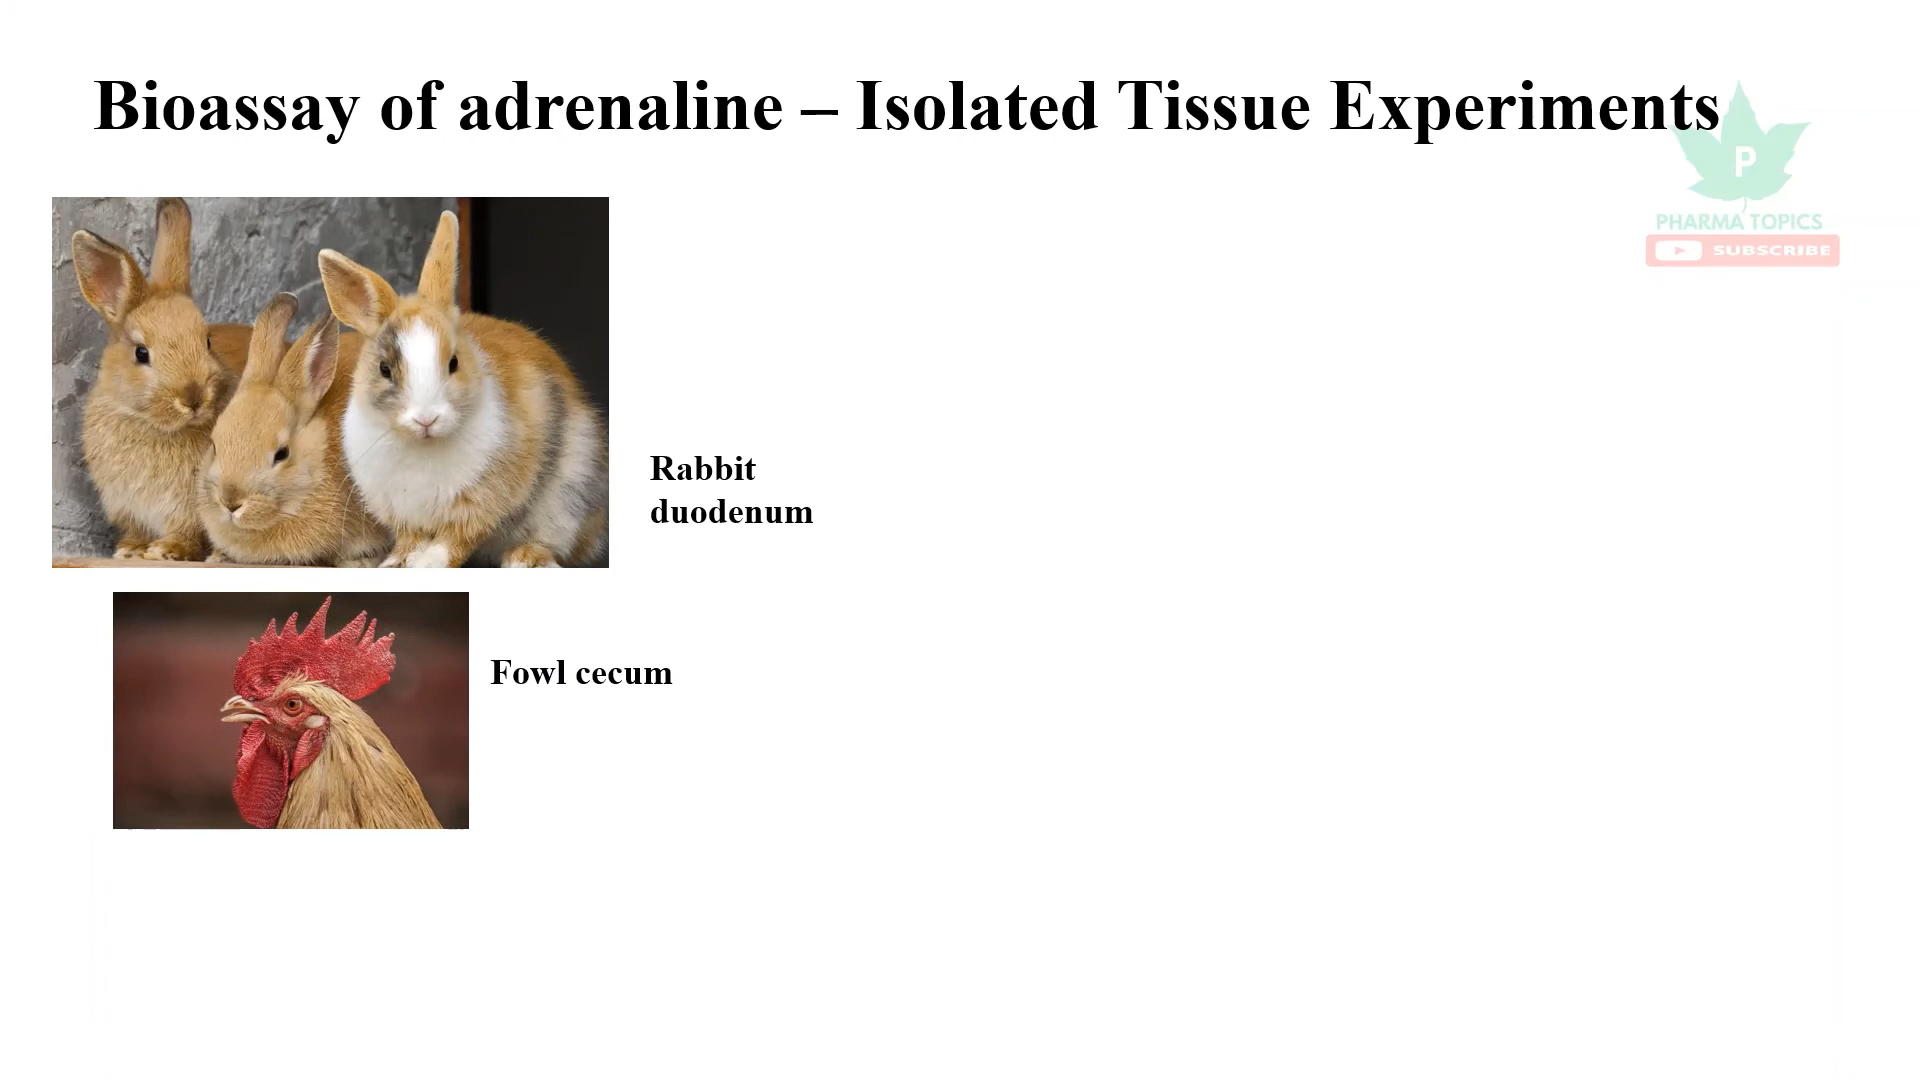 Bioassay of adrenaline – Isolated Tissue Experiments
P
PHARMA TOPICS
SUBSCRIBE
Rabbit
duodenum
Fowl cecum